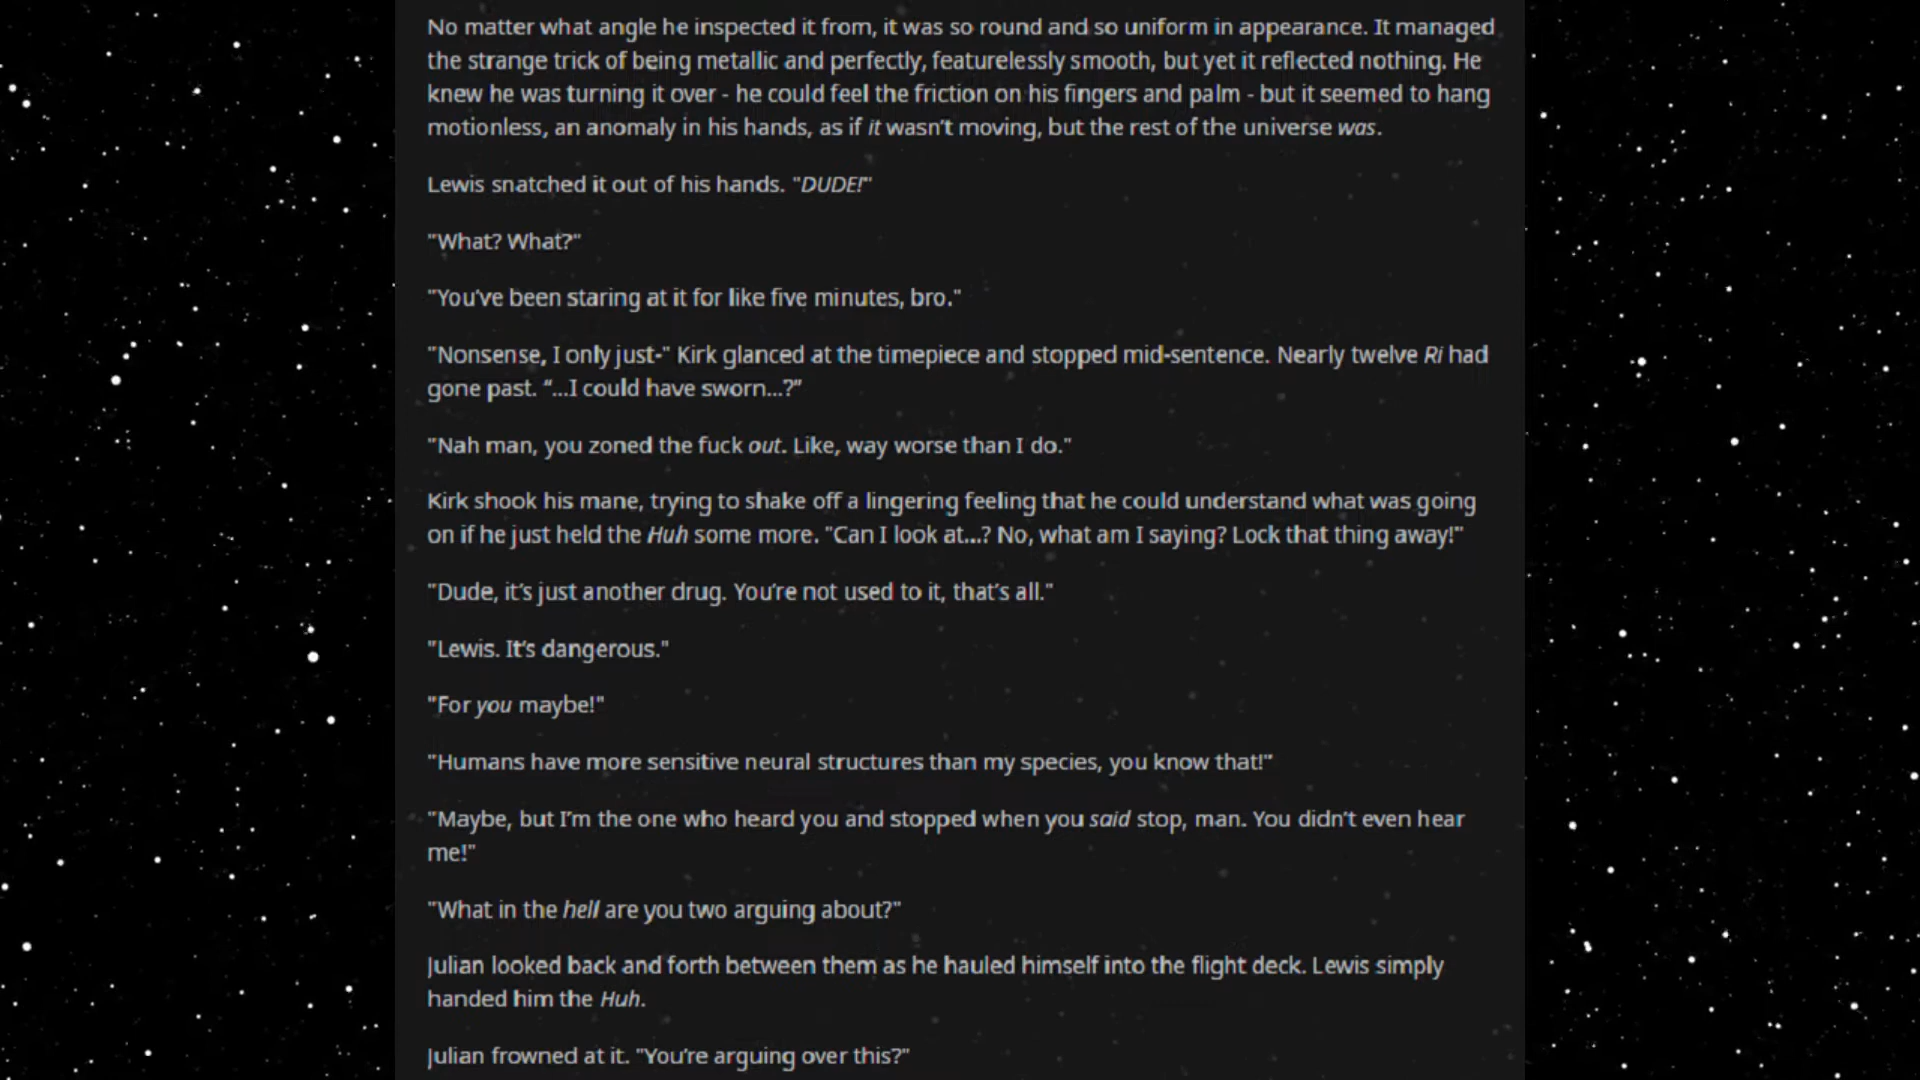 No matter what angle he inspected it from, it was so round and so uniform in appearance. It managed
the strange trick of being metallic and perfectly, featurelessly smooth, but yet it reflected nothing. He
knew he was turning it over - he could feel the friction on his fingers and palm - but it seemed to hang
motionless, an anomaly in his hands, as if it wasn't moving, but the rest of the universe was.
Lewis snatched it out of his hands. "DUDE!"
"What? What?"
"You've been staring at it for like five minutes, bro."
"Nonsense, I only just-" Kirk glanced at the timepiece and stopped mid-sentence. Nearly twelve Ri had
gone past. “...I could have sworn...?”
"Nah man, you zoned the fuck out. Like, way worse than I do."
Kirk shook his mane, trying to shake off a lingering feeling that he could understand what was going
on if he just held the Huh some more. "Can I look at...? No, what am I saying? Lock that thing away!"
"Dude, it's just another drug. You're not used to it, that's all."
"Lewis. It's dangerous."
"For you maybe!"
"Humans have more sensitive neural structures than my species, you know that!"
"Maybe, but I'm the one who heard you and stopped when you said stop, man. You didn't even hear
me!"
"What in the hell are you two arguing about?"
Julian looked back and forth between them as he hauled himself into the flight deck. Lewis simply
handed him the Huh.
Julian frowned at it. "You're arguing over this?"